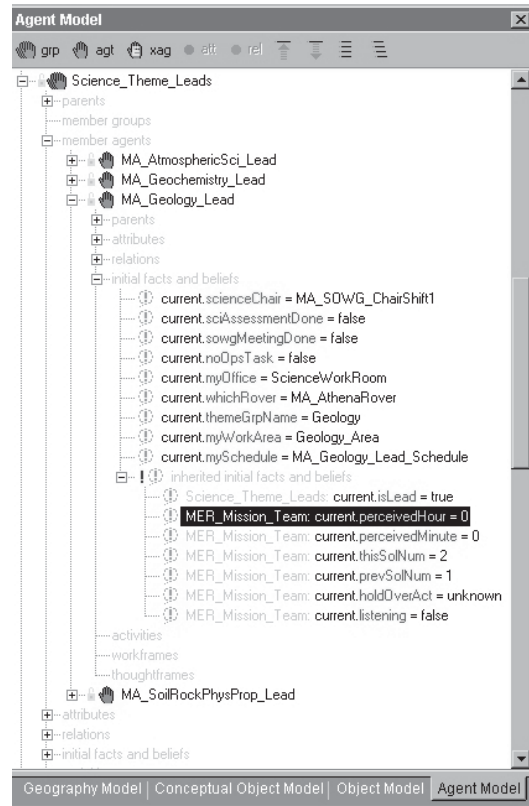 Agent Model
grp agt xag att rel
Science_Theme_Leads
parents
member groups
member agents
MA_AtmosphericSci_Lead
MA_Geochemistry_Lead
MA_Geology_Lead
parents
attributes
relations
initial facts and beliefs
current.scienceChair = MA_SOWG_ChairShift1
current.sciAssessmentDone = false
current.sowgMeetingDone = false
current.noOpsTask = false
current.myOffice = ScienceWorkRoom
current.whichRover = MA_AthenaRover
current.themeGrpName = Geology
current.myWorkArea = Geology_Area
current.mySchedule = MA_Geology_Lead_Schedule
inherited initial facts and beliefs
Science_Theme_Leads: current.isLead = true
MER_Mission_Team: current.perceivedHour = 0
MER_Mission_Team: current.perceivedMinute = 0
MER_Mission_Team: current.thisSolNum = 2
MER_Mission_Team: current.prevSolNum = 1
MER_Mission_Team: current.holdOverAct = unknown
MER_Mission_Team: current.listening = false
activities
workframes
thoughtframes
MA_SoilRockPhysProp_Lead
attributes
relations
initial facts and beliefs
Geography Model | Conceptual Object Model | Object Model | Agent Model